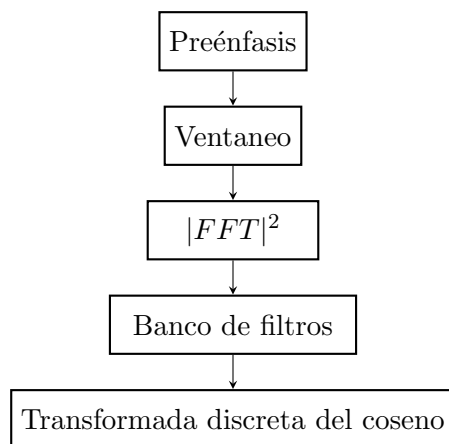 Preénfasis
Ventaneo
|FFT|²
Banco de filtros
Transformada discreta del coseno